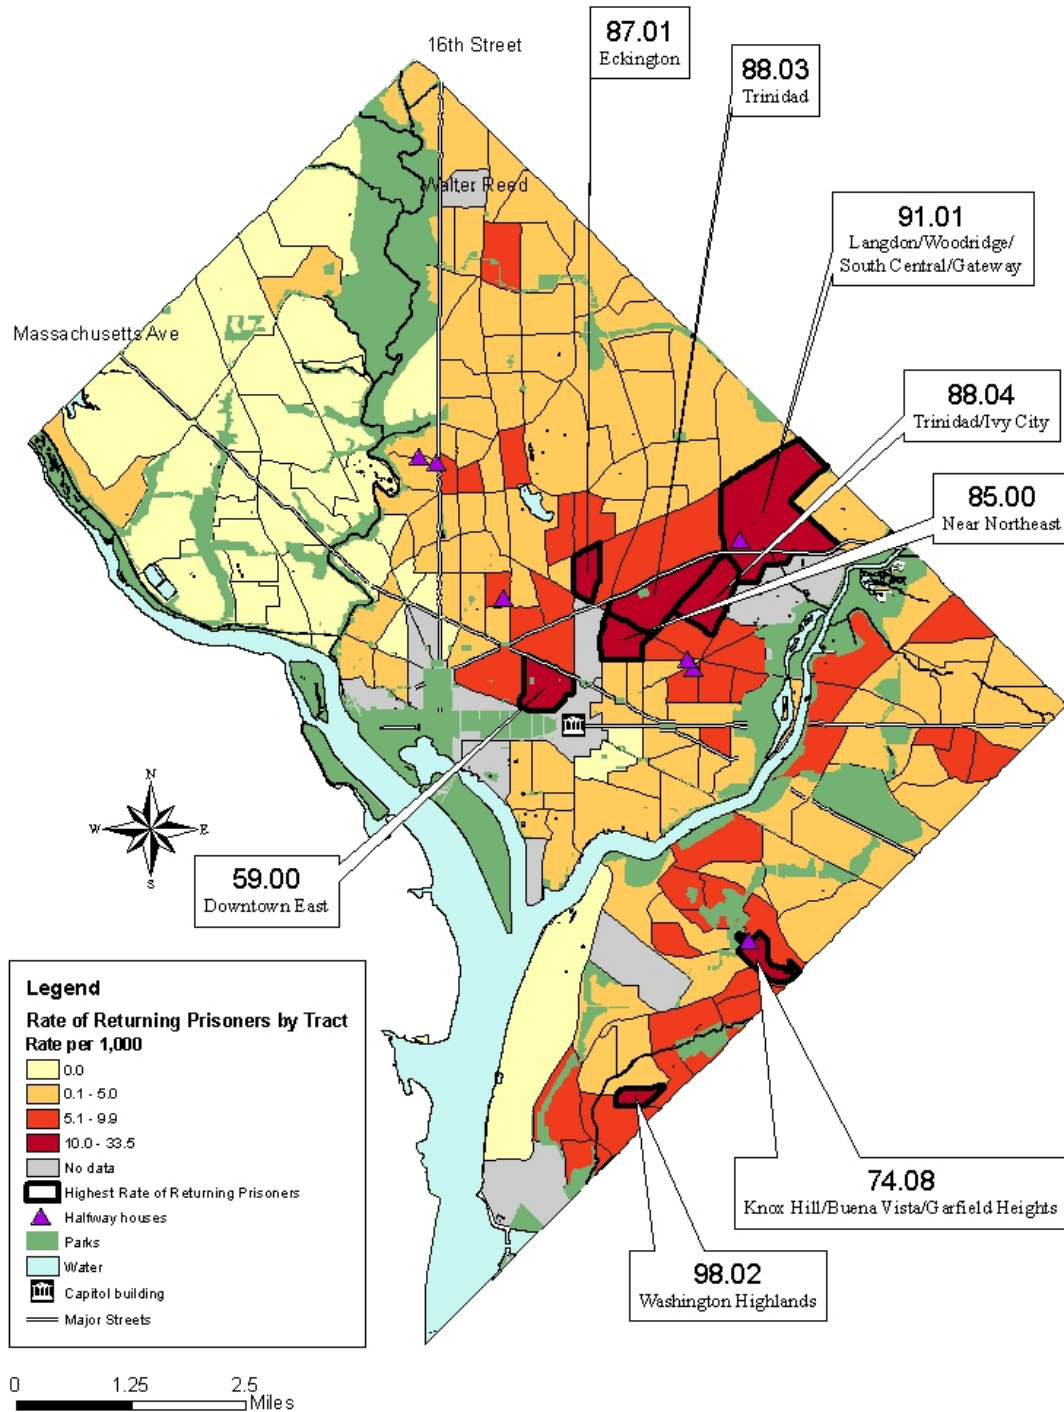 87.01
Eckington
16th Street
88.03
Trinidad
Walter Reed
91.01
Langdon/Woodridge/
South Central/Gateway
Massachusetts Ave
88.04
Trinidad/Ivy City
85.00
Near Northeast
N
W
E
S
59.00
Downtown East
Legend
Rate of Returning Prisoners by Tract
Rate per 1,000
0.0
0.1 - 5.0
5.1 - 9.9
10.0 - 33.5
No data
Highest Rate of Returning Prisoners
Halfway houses
Parks
Water
Capitol building
Major Streets
74.08
Knox Hill/Buena Vista/Garfield Heights
98.02
Washington Highlands
0 1.25 2.5
Miles